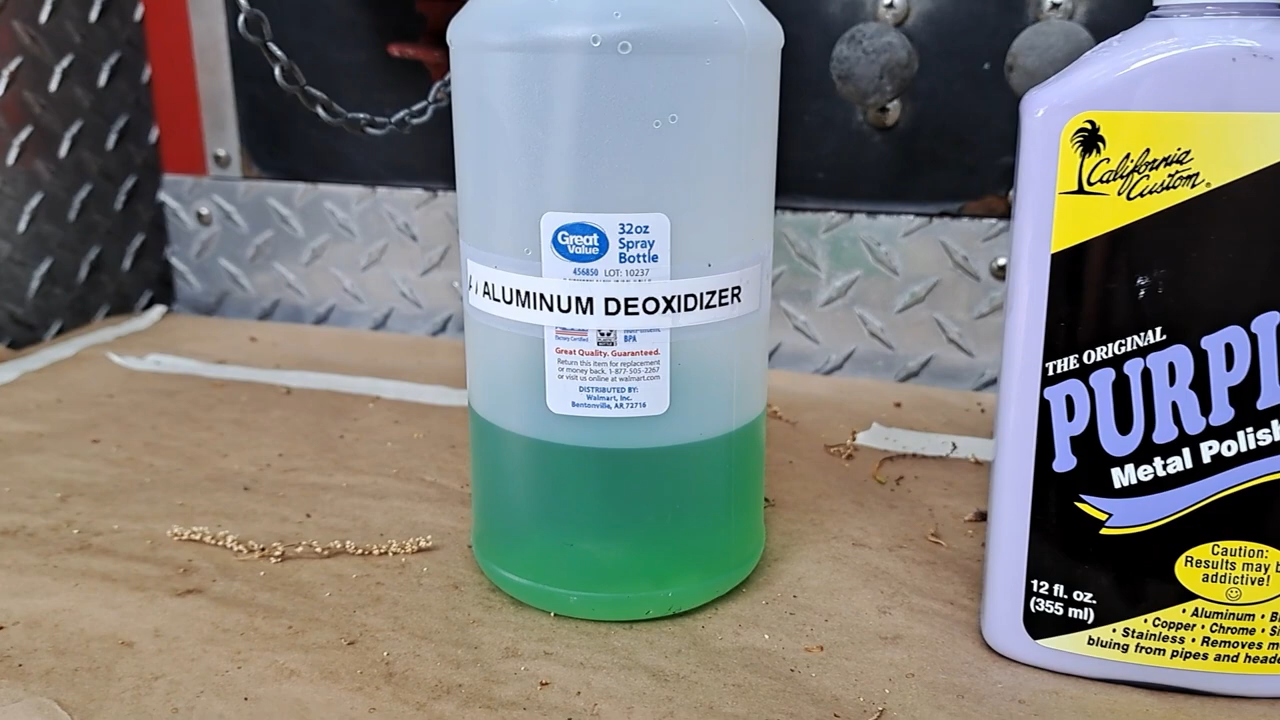 Great
Value
32oz
Spray
Bottle
456850 LOT: 10237
ALUMINUM DEOXIDIZER
Factory Certified
BPA
Great Quality. Guaranteed.
Return this item for replacement
or money back. 1-877-505-2267
or visit us online at walmart.com
DISTRIBUTED BY:
Walmart, Inc.
Bentonville, AR 72716
California
Custom
THE ORIGINAL
Metal Polish
Caution:
Results may
addictive!
12 fl. oz.
(355 ml)
• Aluminum •
• Copper • Chrome •
• Stainless • Removes
bluing from pipes and